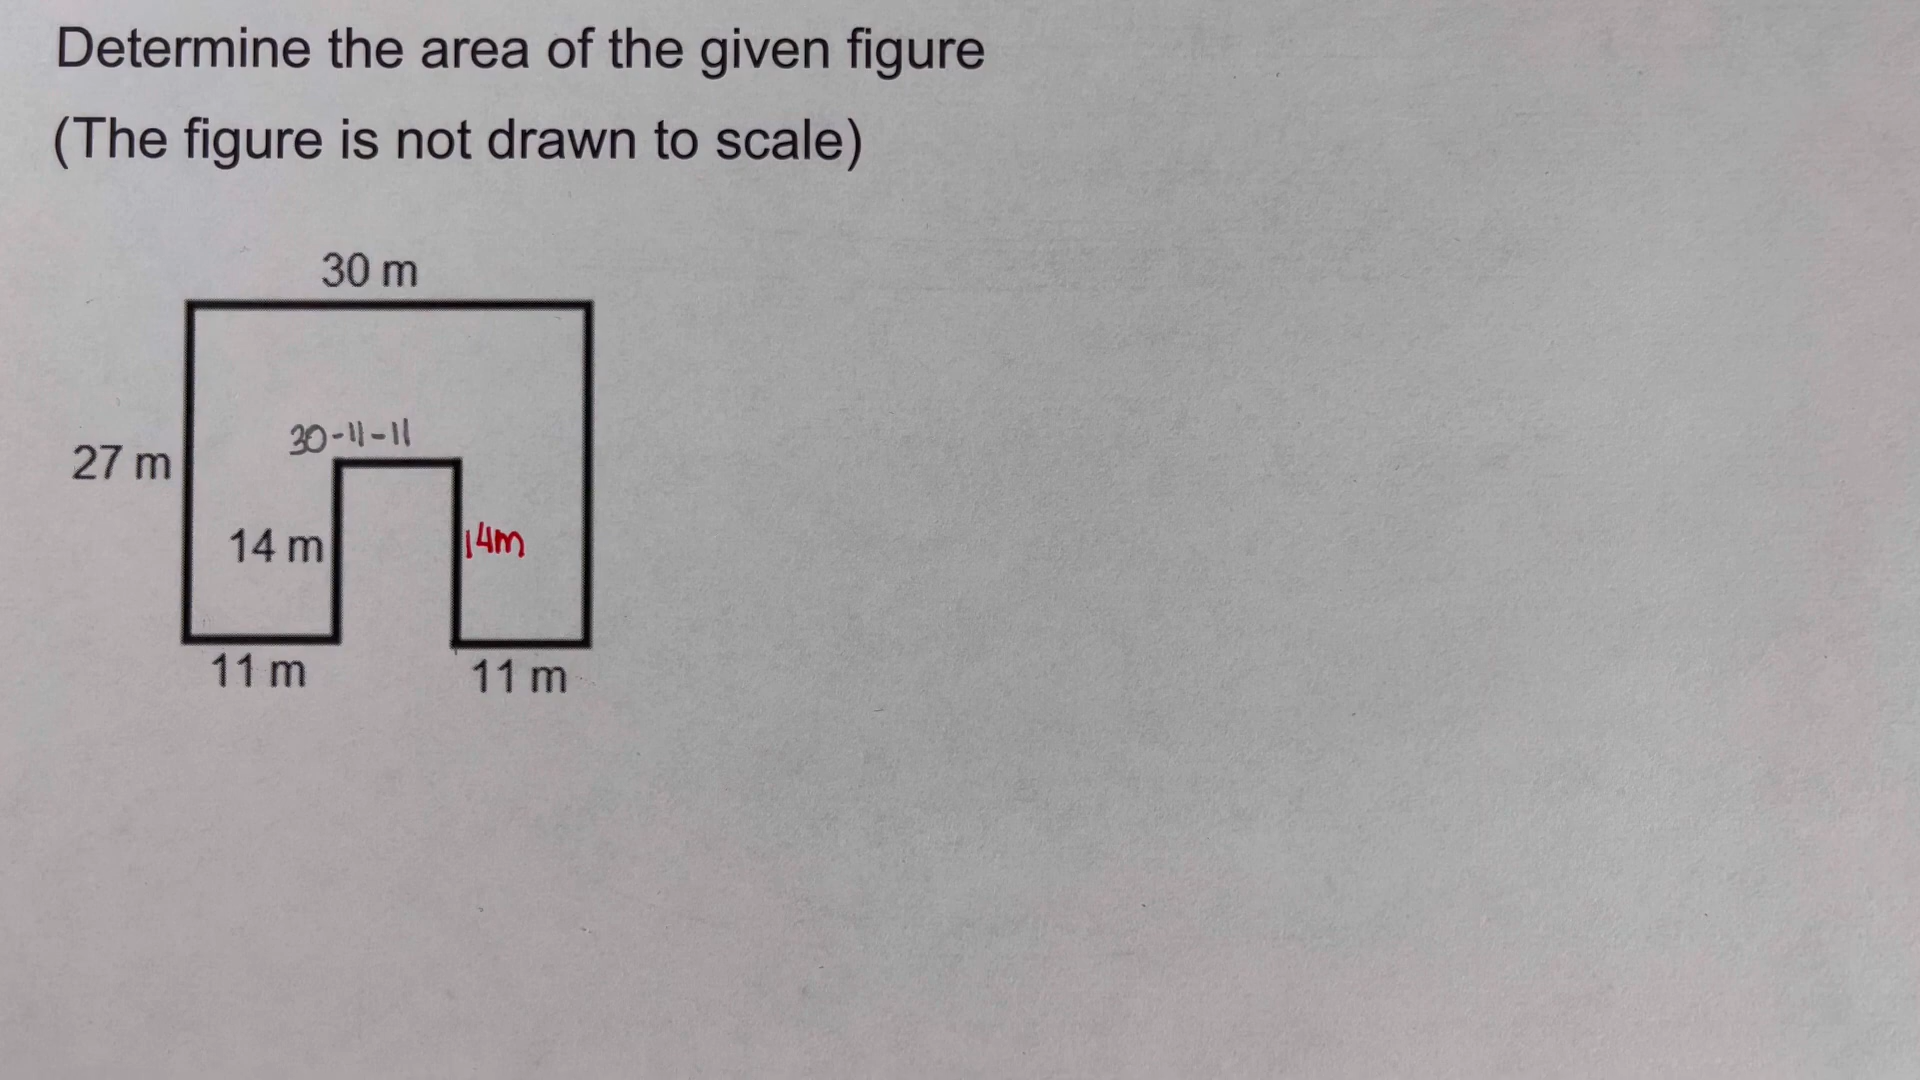 Determine the area of the given figure
(The figure is not drawn to scale)
30 m
30-11-11
27 m
14 m
14m
11 m
11 m